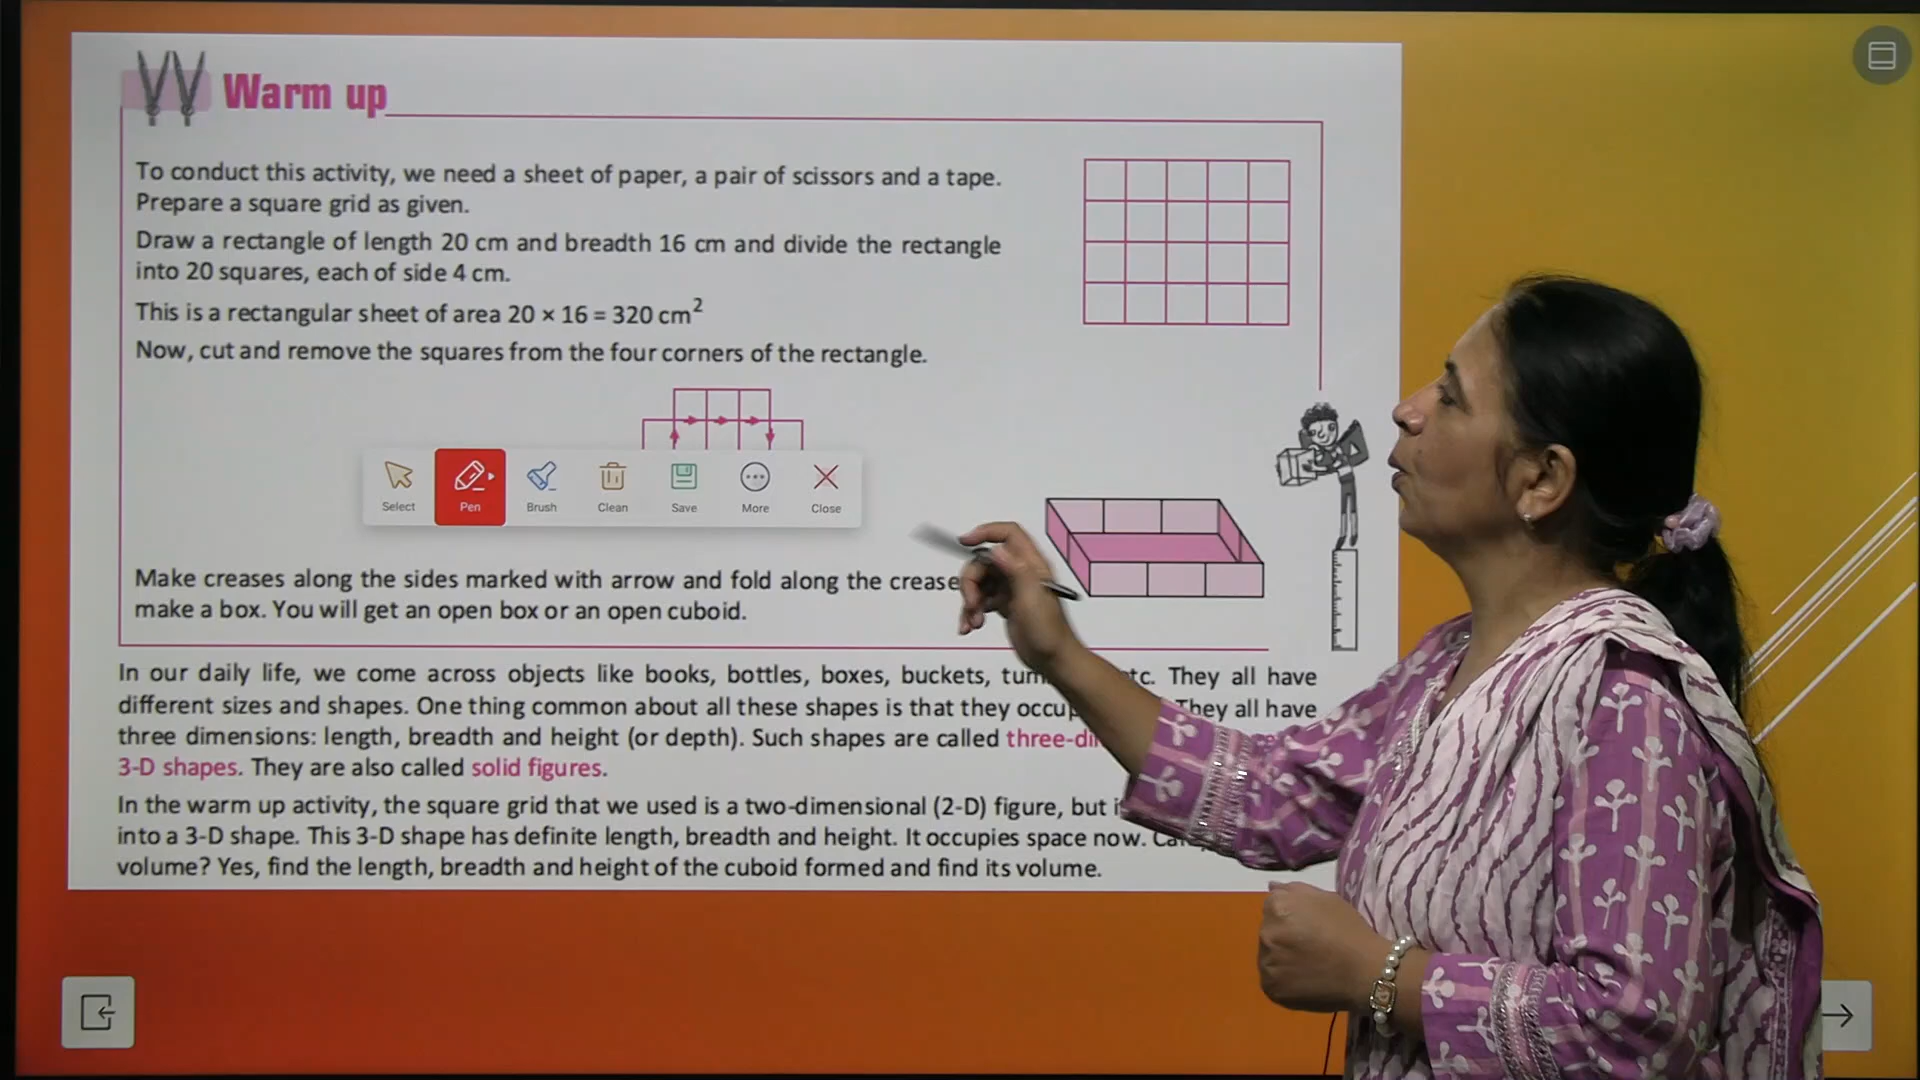 Warm up
To conduct this activity, we need a sheet of paper, a pair of scissors and a tape.
Prepare a square grid as given.
Draw a rectangle of length 20 cm and breadth 16 cm and divide the rectangle
into 20 squares, each of side 4 cm.
This is a rectangular sheet of area 20 × 16 = 320 cm²
Now, cut and remove the squares from the four corners of the rectangle.
Select Pen Brush Clean Save More Close
Make creases along the sides marked with arrow and fold along the
make a box. You will get an open box or an open cuboid.
In our daily life, we come across objects like books, bottles, boxes, buckets, They all have
different sizes and shapes. One thing common about all these shapes is that they They all have
three dimensions: length, breadth and height (or depth). Such shapes are called
3-D shapes. They are also called solid figures.
In the warm up activity, the square grid that we used is a two-dimensional (2-D) figure, but
into a 3-D shape. This 3-D shape has definite length, breadth and height. It occupies space now.
volume? Yes, find the length, breadth and height of the cuboid formed and find its volume.